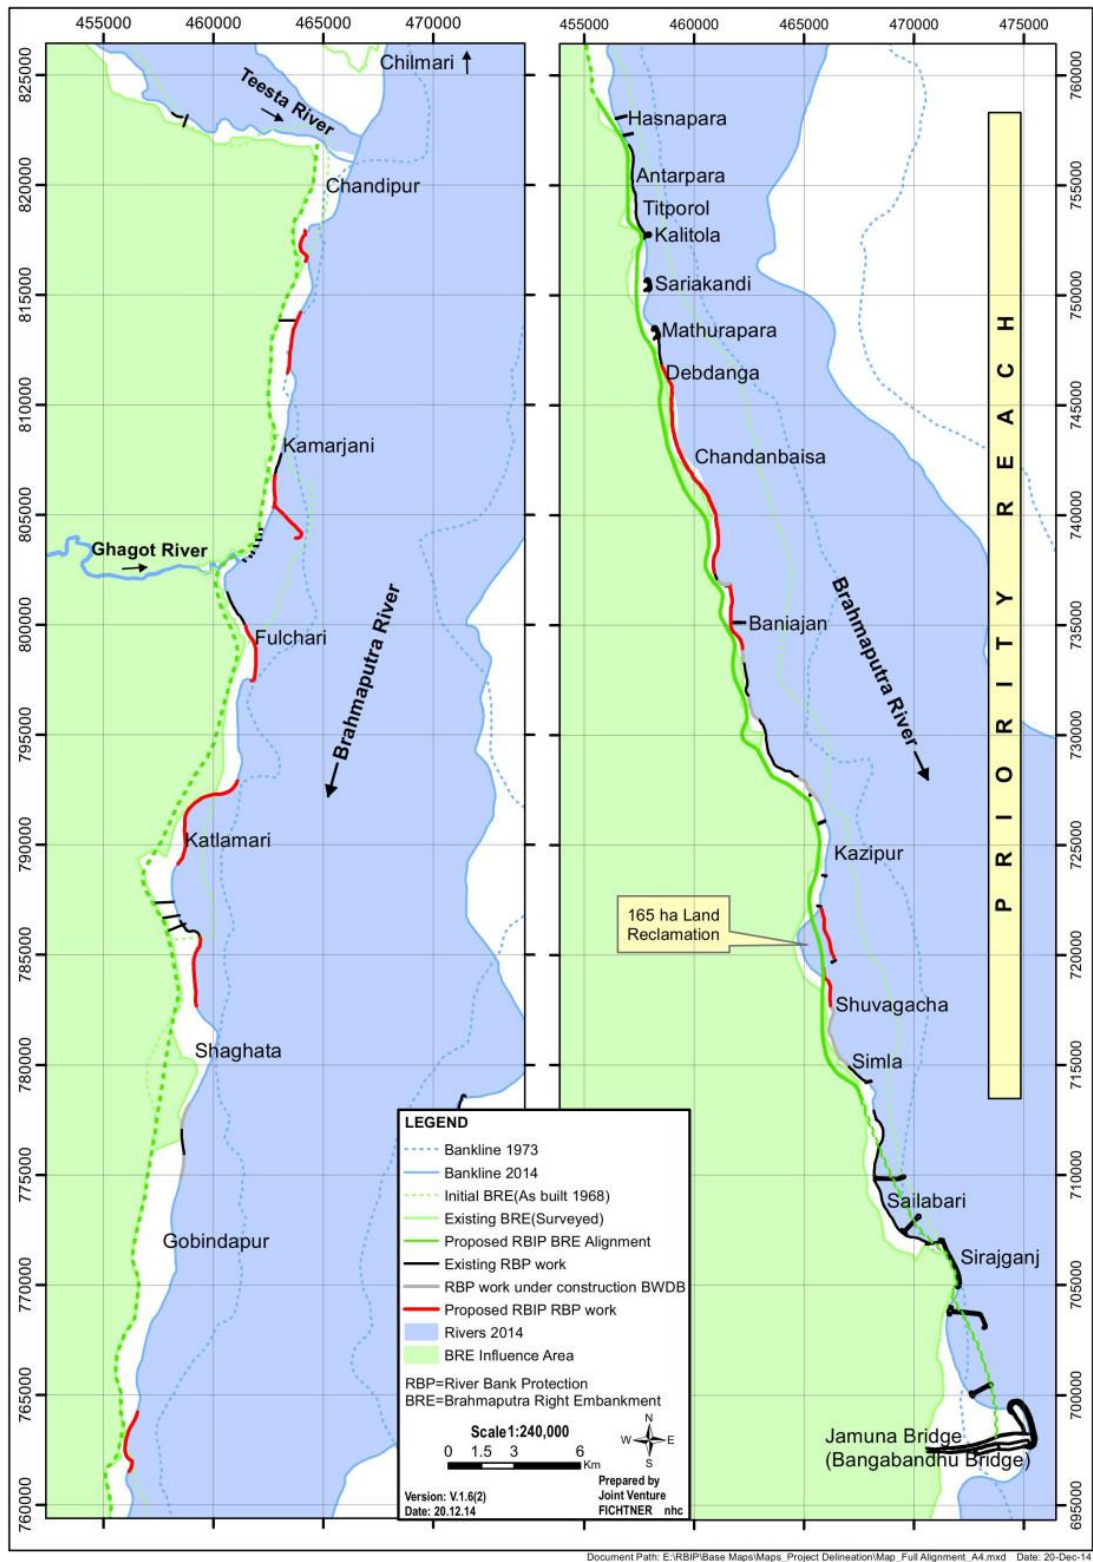 455000
460000
465000
470000
455000
460000
465000
470000
475000
825000
820000
815000
810000
805000
800000
795000
790000
785000
780000
775000
770000
765000
760000
Chilmari
Teesta River
Chandipur
Kamarjani
Ghagot River
Fulchari
Brahmaputra River
Katlamari
Shaghata
Gobindapur
Hasnapara
Antarpara
Titporol
Kalitola
Sariakandi
Mathurapara
Debdanga
Chandanbaisa
Baniajan
Brahmaputra River
Kazipur
165 ha Land
Reclamation
Shuvagacha
Simla
Sailabari
Sirajganj
Jamuna Bridge
(Bangabandhu Bridge)
PRIORITY REACH
760000
755000
750000
745000
740000
735000
730000
725000
720000
715000
710000
705000
700000
695000
LEGEND
Bankline 1973
Bankline 2014
Initial BRE(As built 1968)
Existing BRE(Surveyed)
Proposed RBIP BRE Alignment
Existing RBP work
RBP work under construction BWDB
Proposed RBIP RBP work
Rivers 2014
BRE Influence Area
RBP=River Bank Protection
BRE=Brahmaputra Right Embankment
Scale1:240,000
0 1.5 3 6
Km
N
W E
S
Prepared by
Joint Venture
FICHTNER nhc
Version: V.1.6(2)
Date: 20.12.14
Document Path: E:\RBIP\Base Maps\Maps_Project Delineation\Map_Full Alignment_A4.mxd Date: 20-Dec-14